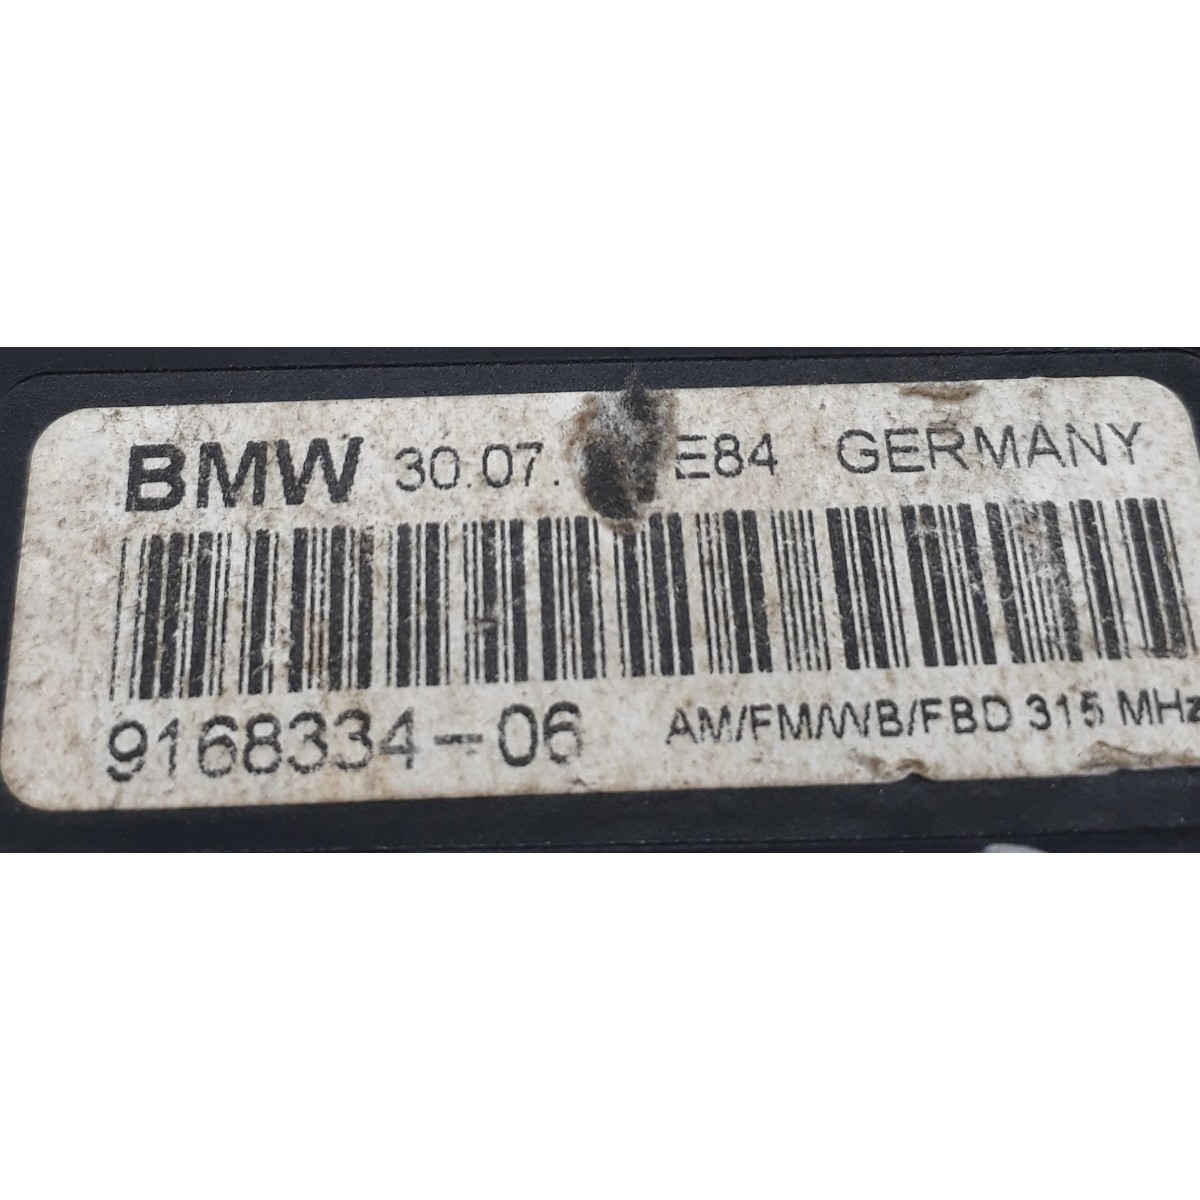 BMW 30.07. E84 GERMANY
9168334-06 AM/FM/WB/FBD 315 MHz